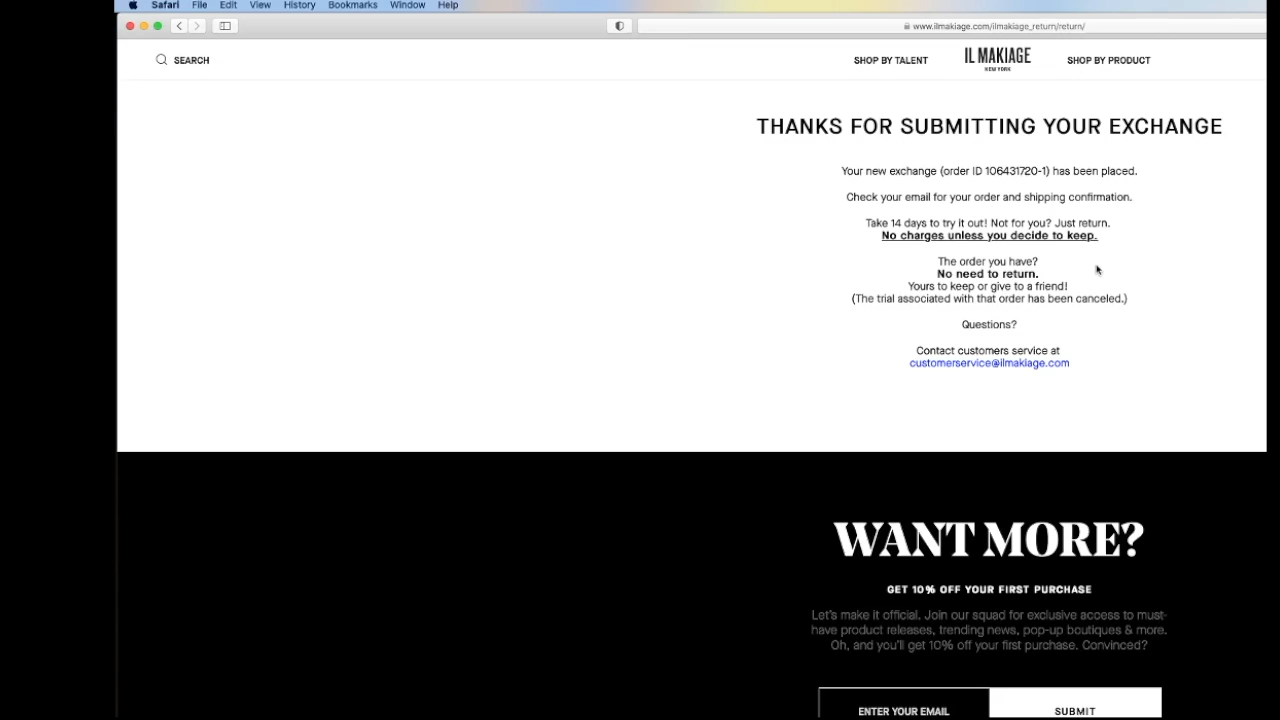 Safari File Edit View History Bookmarks Window Help
www.ilmakiage.com/ilmakiage_return/return/
SEARCH
SHOP BY TALENT
IL MAKIAGE
NEW YORK
SHOP BY PRODUCT
THANKS FOR SUBMITTING YOUR EXCHANGE
Your new exchange (order ID 106431720-1) has been placed.
Check your email for your order and shipping confirmation.
Take 14 days to try it out! Not for you? Just return.
No charges unless you decide to keep.
The order you have?
No need to return.
Yours to keep or give to a friend!
(The trial associated with that order has been canceled.)
Questions?
Contact customers service at
customerservice@ilmakiage.com
WANT MORE?
GET 10% OFF YOUR FIRST PURCHASE
Let's make it official. Join our squad for exclusive access to must-
have product releases, trending news, pop-up boutiques & more.
Oh, and you'll get 10% off your first purchase. Convinced?
ENTER YOUR EMAIL
SUBMIT